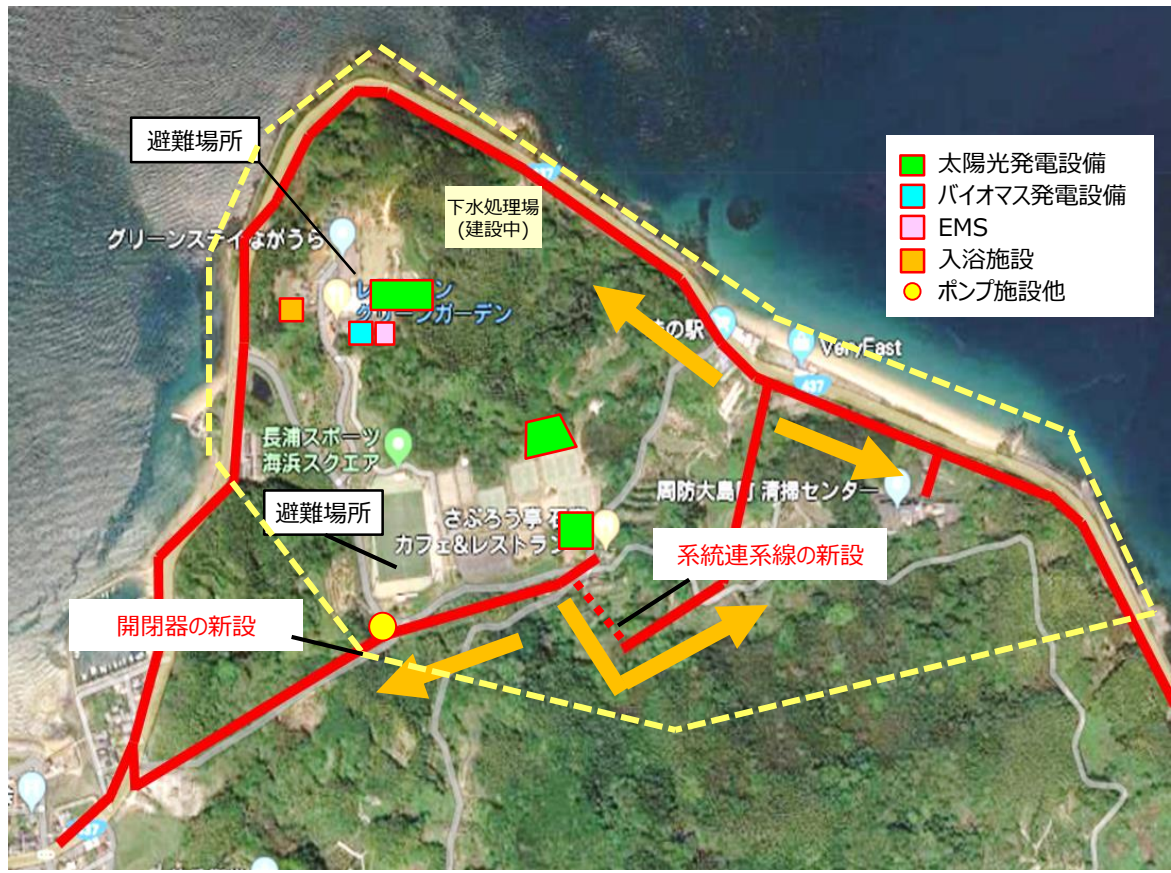 避難場所
太陽光発電設備
バイオマス発電設備
EMS
入浴施設
ポンプ施設他
下水処理場
(建設中)
グリーンステイながうら
グリーンガーデン
の駅
VeryEast
437
長浦スポーツ
海浜スクエア
周防大島町 清掃センター
避難場所
さぶろう亭
カフェ&レストラン
系統連系線の新設
開閉器の新設
437